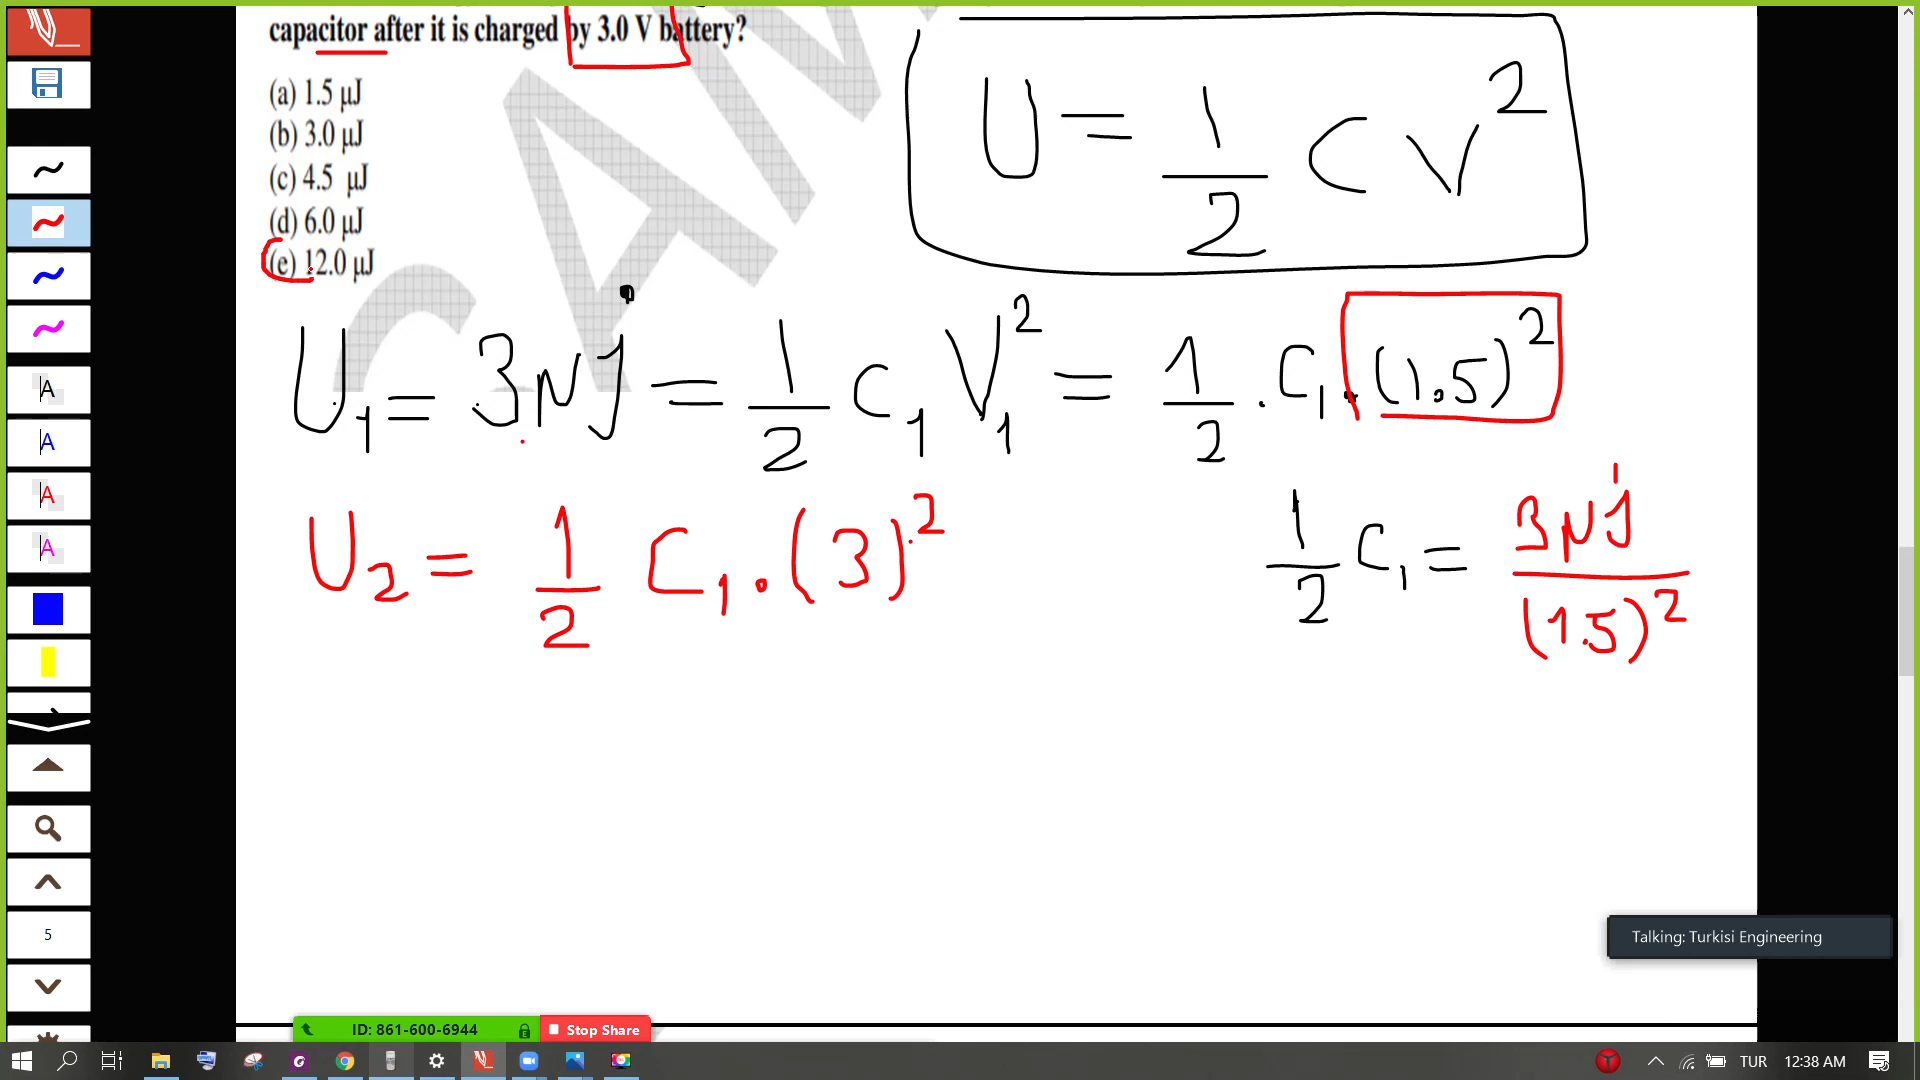 capacitor after it is charged by 3.0 V battery?
(a) 1.5 µJ
(b) 3.0 µJ
(c) 4.5 µJ
(d) 6.0 µJ
(e) 12.0 µJ
U = 1/2 C V²
U₁ = 3µJ = 1/2 C₁ V₁² = 1/2 . C₁ . (1.5)²
U₂ = 1/2 C₁ . (3)²
1/2 C₁ = 3µJ / (1.5)²
A
A
A
A
5
Talking: Turkisi Engineering
ID: 861-600-6944
Stop Share
TUR
12:38 AM